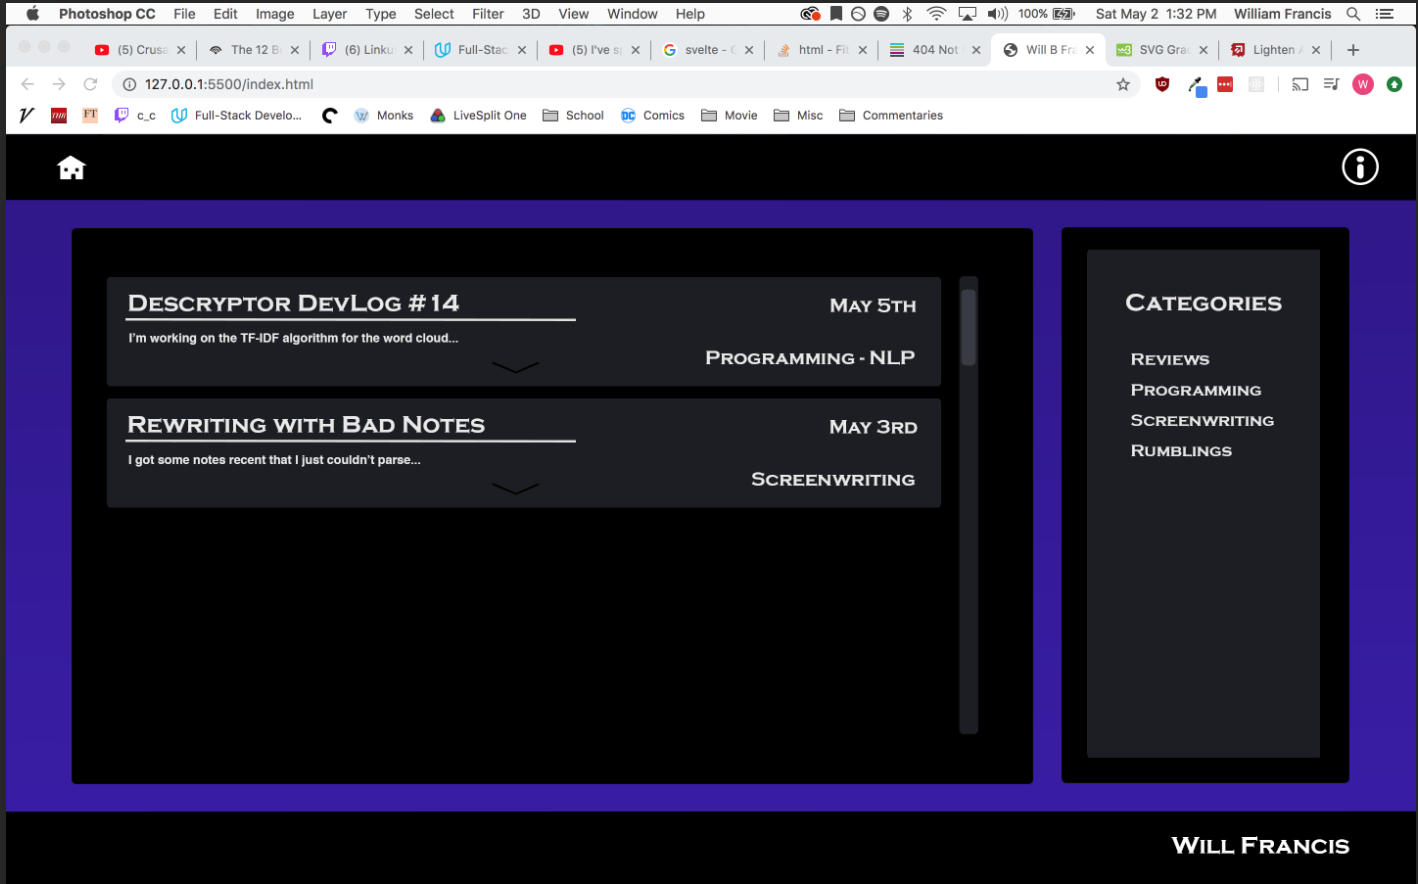 Photoshop CC File Edit Image Layer Type Select Filter 3D View Window Help 100% Sat May 2 1:32 PM William Francis
(5) Crus The 12 B (6) Linku Full-Stac (5) I've s svelte - html - Fit 404 Not Will B Fra SVG Gra Lighten
127.0.0.1:5500/index.html W
FT c_c Full-Stack Develo... Monks LiveSplit One School DC Comics Movie Misc Commentaries
Descryptor DevLog #14
May 5th
I'm working on the TF-IDF algorithm for the word cloud...
Programming - NLP
Rewriting with Bad Notes
May 3rd
I got some notes recent that I just couldn't parse...
Screenwriting
Categories
Reviews
Programming
Screenwriting
Rumblings
Will Francis